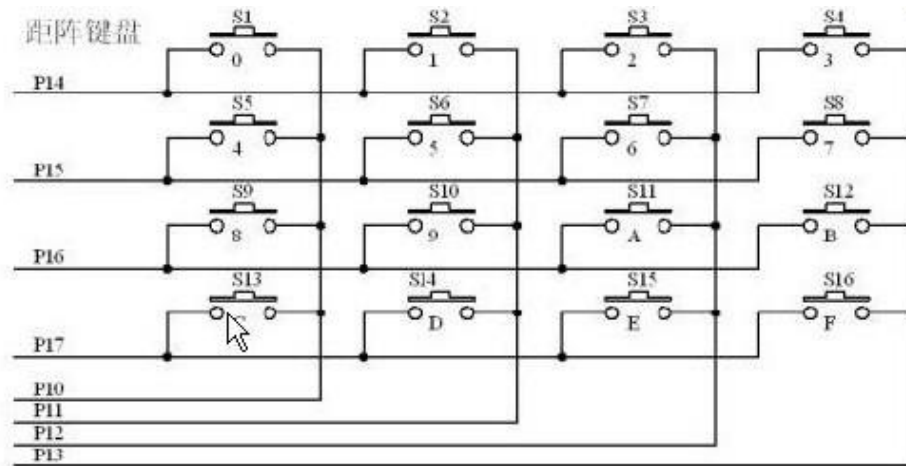 距阵键盘
S1 S2 S3 S4
0 1 2 3
P14
S5 S6 S7 S8
4 5 6 7
P15
S9 S10 S11 S12
8 9 A B
P16
S13 S14 S15 S16
D E F
P17
P10
P11
P12
P13